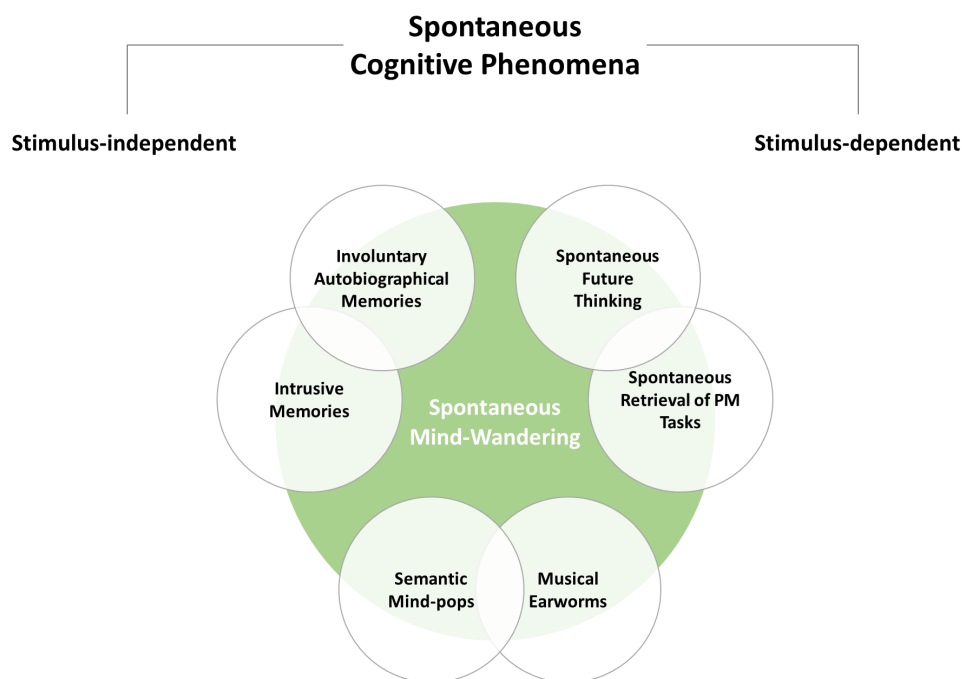 Spontaneous
Cognitive Phenomena
Stimulus-independent
Stimulus-dependent
Involuntary
Autobiographical
Memories
Spontaneous
Future
Thinking
Intrusive
Memories
Spontaneous
Retrieval of PM
Tasks
Spontaneous
Mind-Wandering
Semantic
Mind-pops
Musical
Earworms